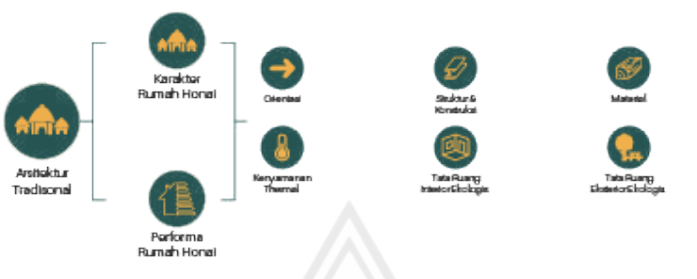 Karakter
Rumah Honai
Orientasi
Struktur &
Konstruksi
Material
Arsitektur
Tradisonal
Kenyamanan
Thermal
Tata Ruang
Interior Ekologis
Tata Ruang
Eksterior Ekologis
Performa
Rumah Honai